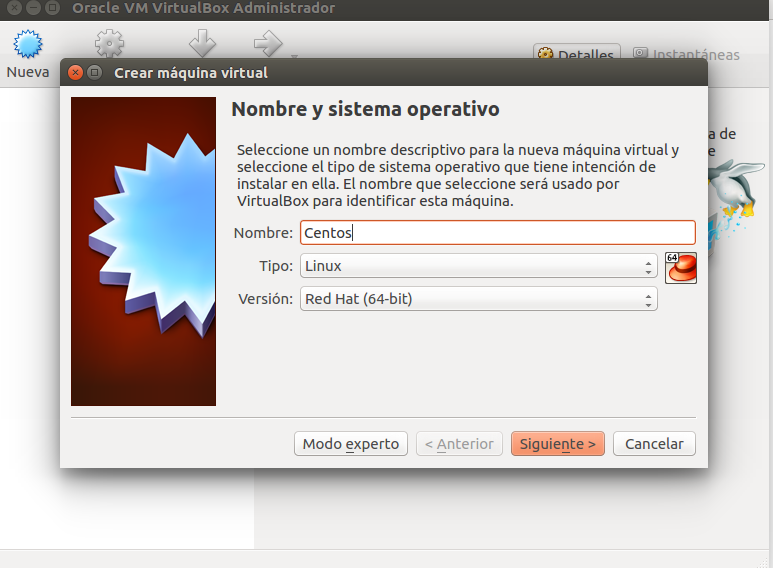 Oracle VM VirtualBox Administrador
Nueva
Detalles
Instantáneas
Crear máquina virtual
Nombre y sistema operativo
Seleccione un nombre descriptivo para la nueva máquina virtual y
seleccione el tipo de sistema operativo que tiene intención de
instalar en ella. El nombre que seleccione será usado por
VirtualBox para identificar esta máquina.
Nombre: Centos
Tipo: Linux
64
Versión: Red Hat (64-bit)
a de
e
Modo experto
< Anterior
Siguiente >
Cancelar